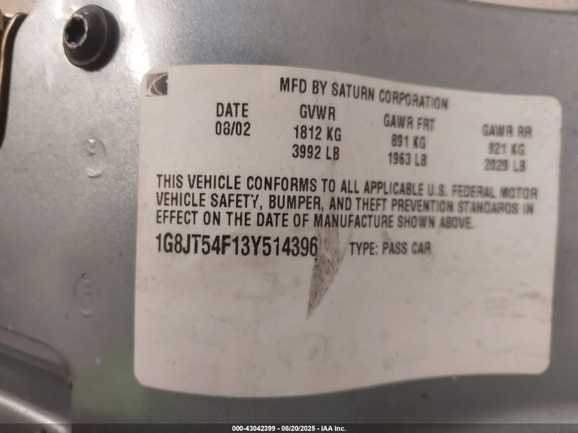 MFD BY SATURN CORPORATION
DATE GVWR GAWR FRT GAWR RR
08/02 1812 KG 891 KG 921 KG
3992 LB 1963 LB 2029 LB
THIS VEHICLE CONFORMS TO ALL APPLICABLE U.S. FEDERAL MOTOR
VEHICLE SAFETY, BUMPER, AND THEFT PREVENTION STANDARDS IN
EFFECT ON THE DATE OF MANUFACTURE SHOWN ABOVE.
1G8JT54F13Y514396 TYPE: PASS CAR
000-43042399 - 08/20/2025 - IAA Inc.